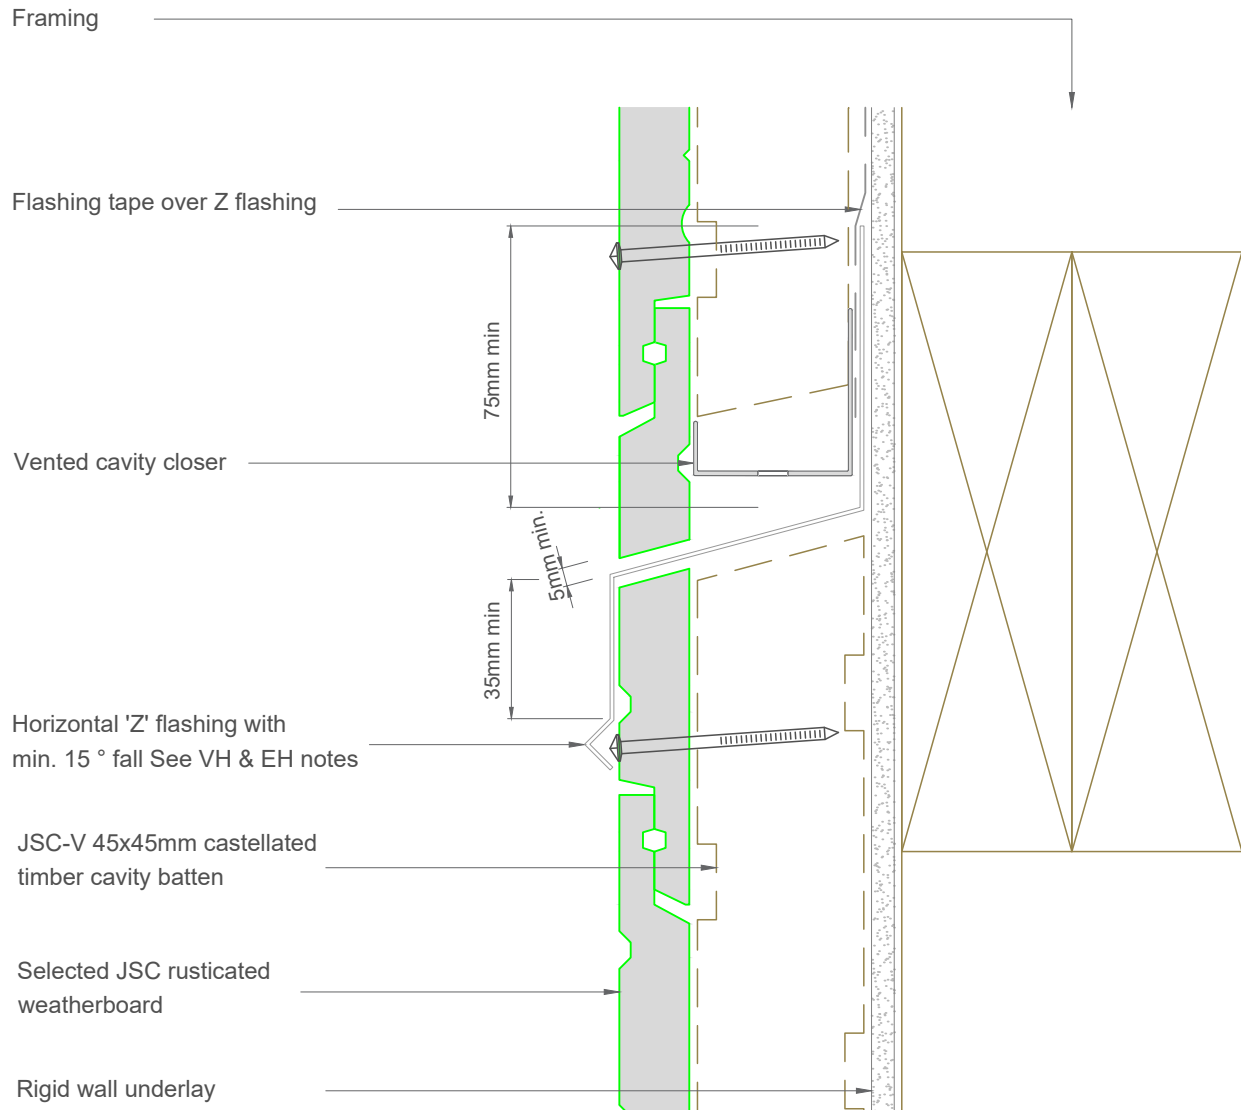 Framing
Flashing tape over Z flashing
75mm min
Vented cavity closer
5mm min.
35mm min
Horizontal 'Z' flashing with
min. 15 ° fall See VH & EH notes
JSC-V 45x45mm castellated
timber cavity batten
Selected JSC rusticated
weatherboard
Rigid wall underlay